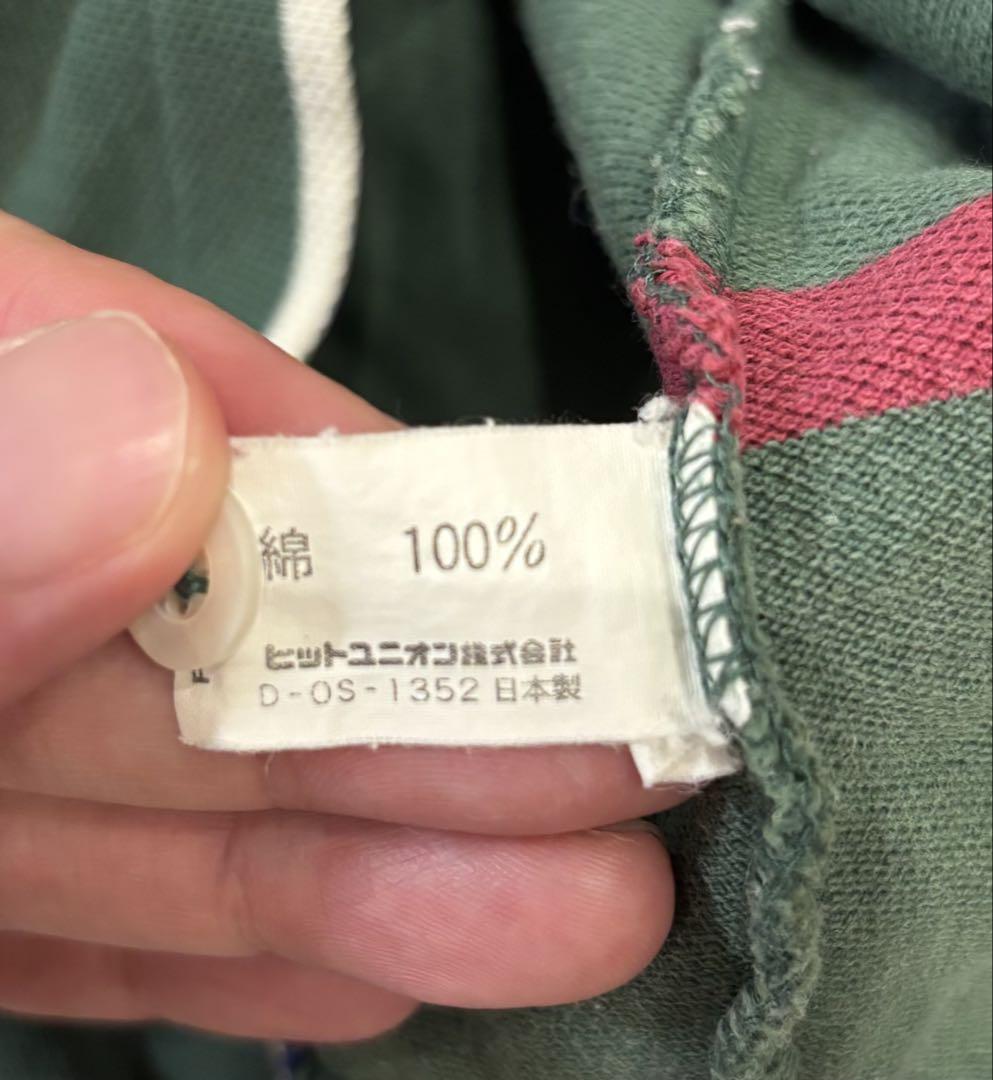 綿 100%
ヒットユニオン株式会社
D-OS-1352 日本製
F